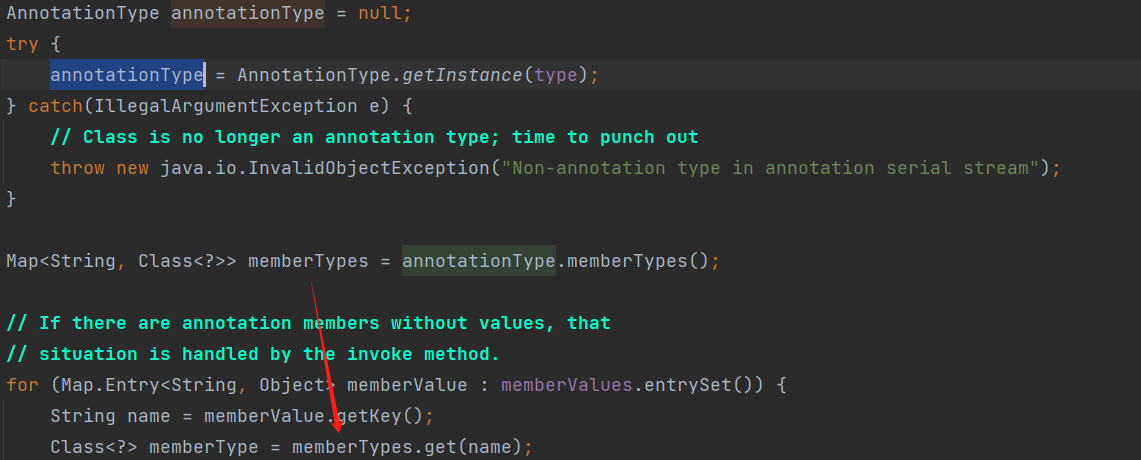 AnnotationType annotationType = null;
try {
annotationType = AnnotationType.getInstance(type);
} catch(IllegalArgumentException e) {
// Class is no longer an annotation type; time to punch out
throw new java.io.InvalidObjectException("Non-annotation type in annotation serial stream");
}
Map<String, Class<?>> memberTypes = annotationType.memberTypes();
// If there are annotation members without values, that
// situation is handled by the invoke method.
for (Map.Entry<String, Object> memberValue : memberValues.entrySet()) {
String name = memberValue.getKey();
Class<?> memberType = memberTypes.get(name);